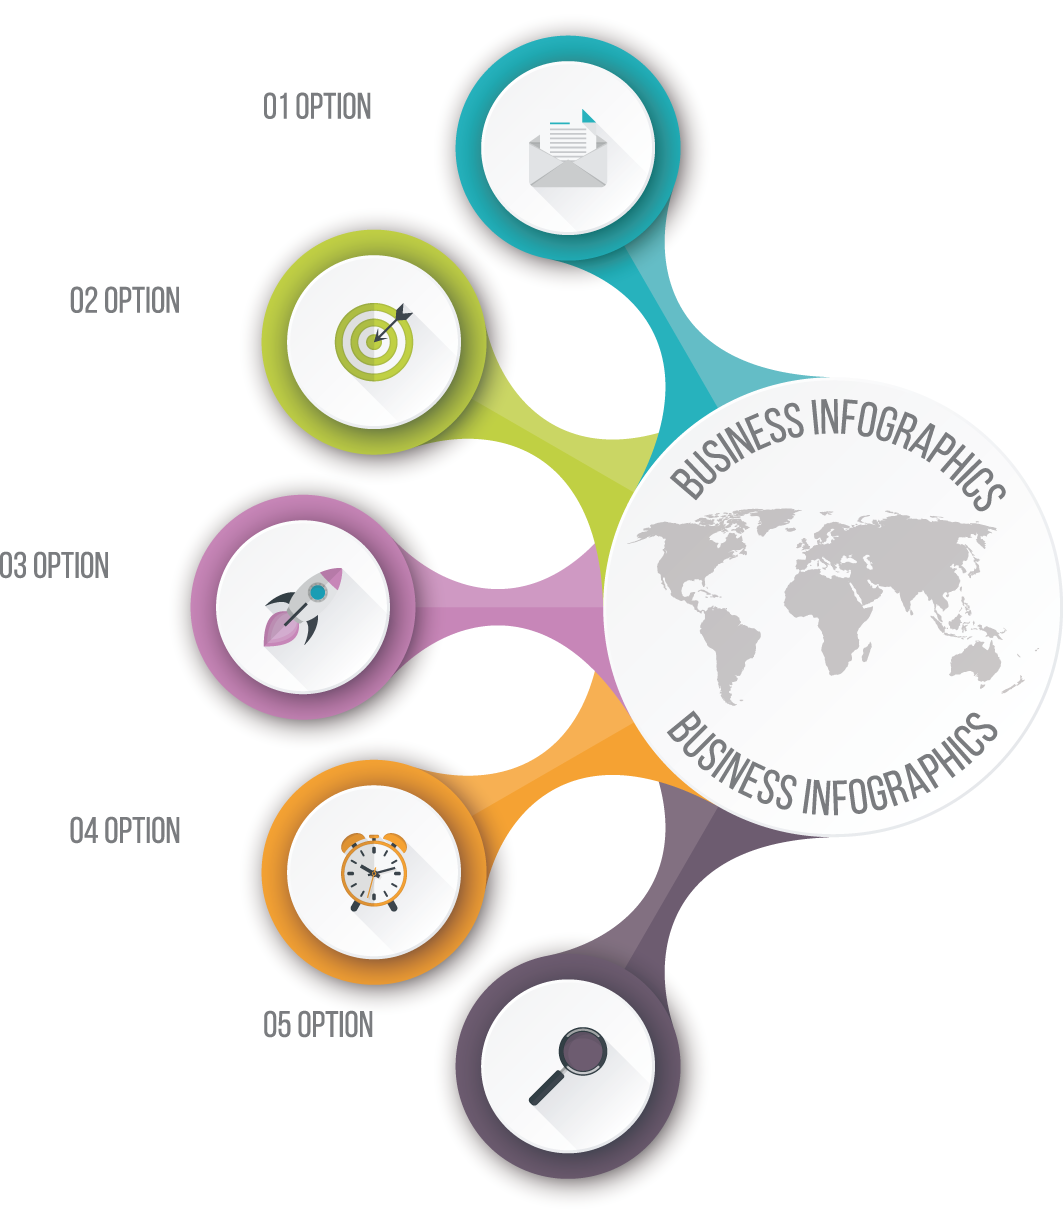 01 OPTION
02 OPTION
BUSINESS INFOGRAPHICS
03 OPTION
BUSINESS INFOGRAPHICS
04 OPTION
05 OPTION